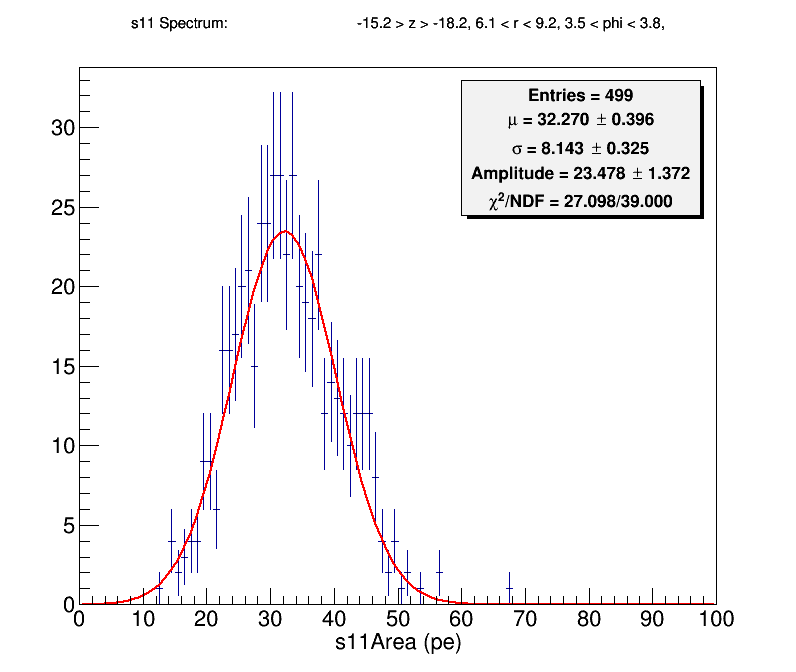 s11 Spectrum: -15.2 > z > -18.2, 6.1 < r < 9.2, 3.5 < phi < 3.8,
Entries = 499
μ = 32.270 ± 0.396
σ = 8.143 ± 0.325
Amplitude = 23.478 ± 1.372
χ²/NDF = 27.098/39.000
30
25
20
15
10
5
0
0 10 20 30 40 50 60 70 80 90 100
s11Area (pe)